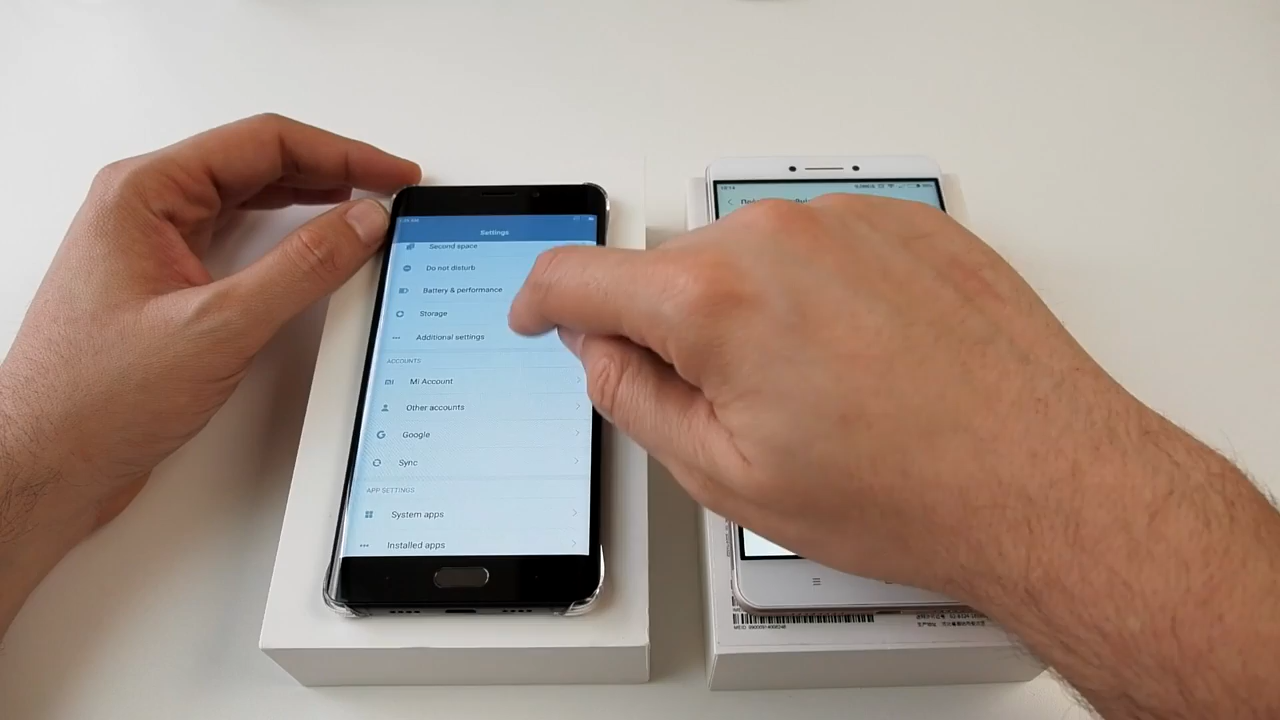 Settings
Second space
Do not disturb
Battery & performance
Storage
Additional settings
ACCOUNTS
Mi Account
Other accounts
Google
Sync
APP SETTINGS
System apps
Installed apps